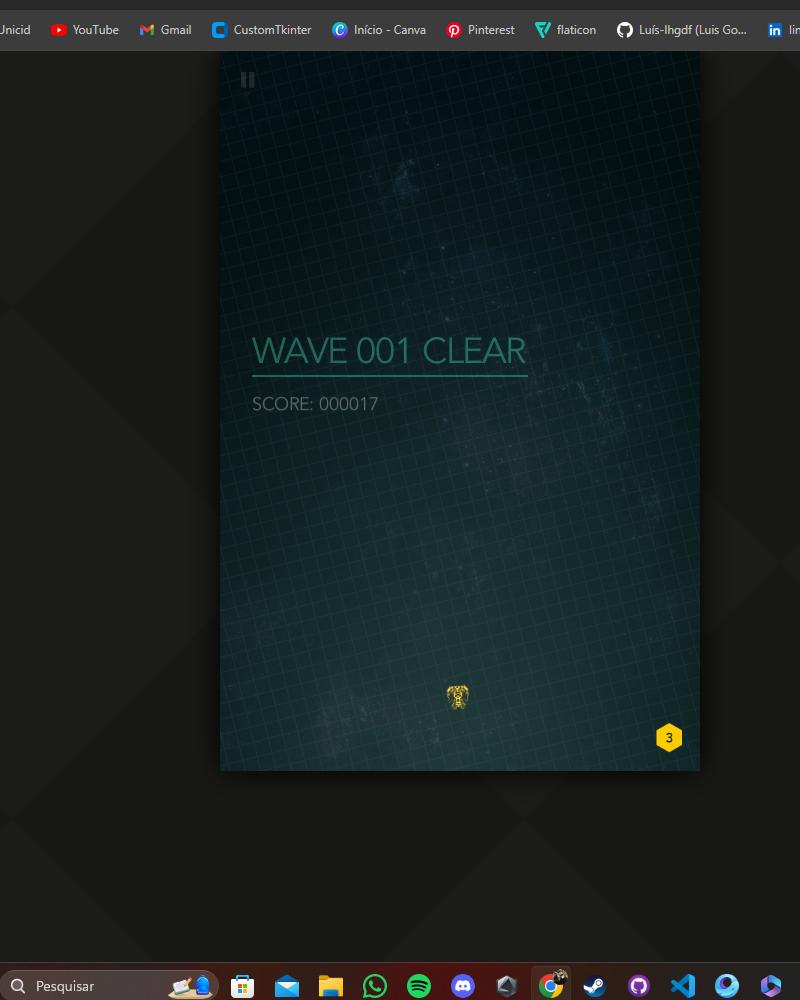 Unicid YouTube Gmail CustomTkinter Início - Canva Pinterest flaticon Luís-lhgdf (Luis Go...
WAVE 001 CLEAR
SCORE: 000017
3
Pesquisar